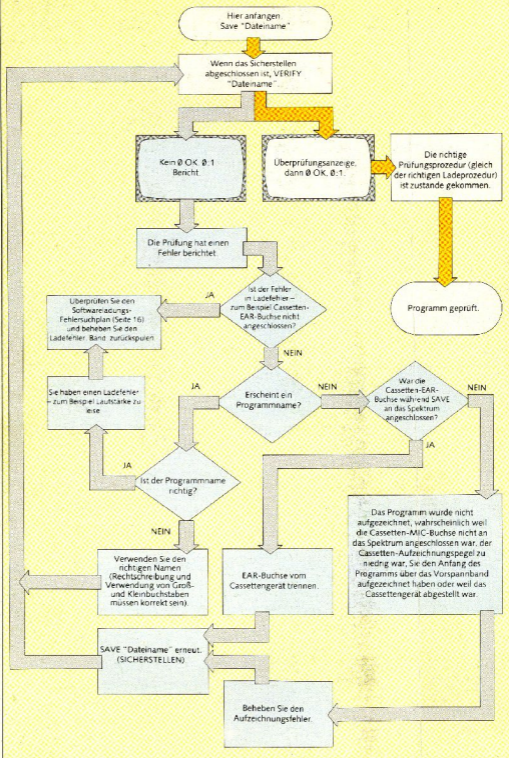 Hier anfangen.
Save "Dateiname"
Wenn das Sicherstellen
abgeschlossen ist, VERIFY
"Dateiname"
Kein 0 OK. 0:1
Bericht.
Überprüfungsanzeige,
dann 0 OK, 0:1.
Die richtige
Prüfungsprozedur (gleich
der richtigen Ladeprozedur)
ist zustande gekommen.
Die Prüfung hat einen
Fehler berichtet
Programm geprüft.
Ist der Fehler
in Ladefehler –
zum Beispiel Cassetten-
EAR-Buchse nicht
angeschlossen?
JA
Überprüfen Sie den
Softwareladungs-
Fehlersuchplan (Seite 16)
und beheben Sie den
Ladefehler. Band zurückspulen
NEIN
Sie haben einen Ladefehler
– zum Beispiel Lautstärke zu
leise
JA
Erscheint ein
Programmname?
NEIN
War die
Cassetten-EAR-
Buchse während SAVE
an das Spektrum
angeschlossen?
NEIN
JA
JA
Ist der Programmname
richtig?
NEIN
Verwenden Sie den
richtigen Namen
(Rechtschreibung und
Verwendung von Groß-
und Kleinbuchstaben
müssen korrekt sein).
EAR-Buchse vom
Cassettengerät trennen.
Das Programm wurde nicht
aufgezeichnet, wahrscheinlich weil
die Cassetten-MIC-Buchse nicht an
das Spektrum angeschlossen war, der
Cassetten-Aufzeichnungspegel zu
niedrig war, Sie den Anfang des
Programms über das Vorspannband
aufgezeichnet haben oder weil das
Cassettengerät abgestellt war.
SAVE "Dateiname" erneut.
(SICHERSTELLEN)
Beheben Sie den
Aufzeichnungsfehler.